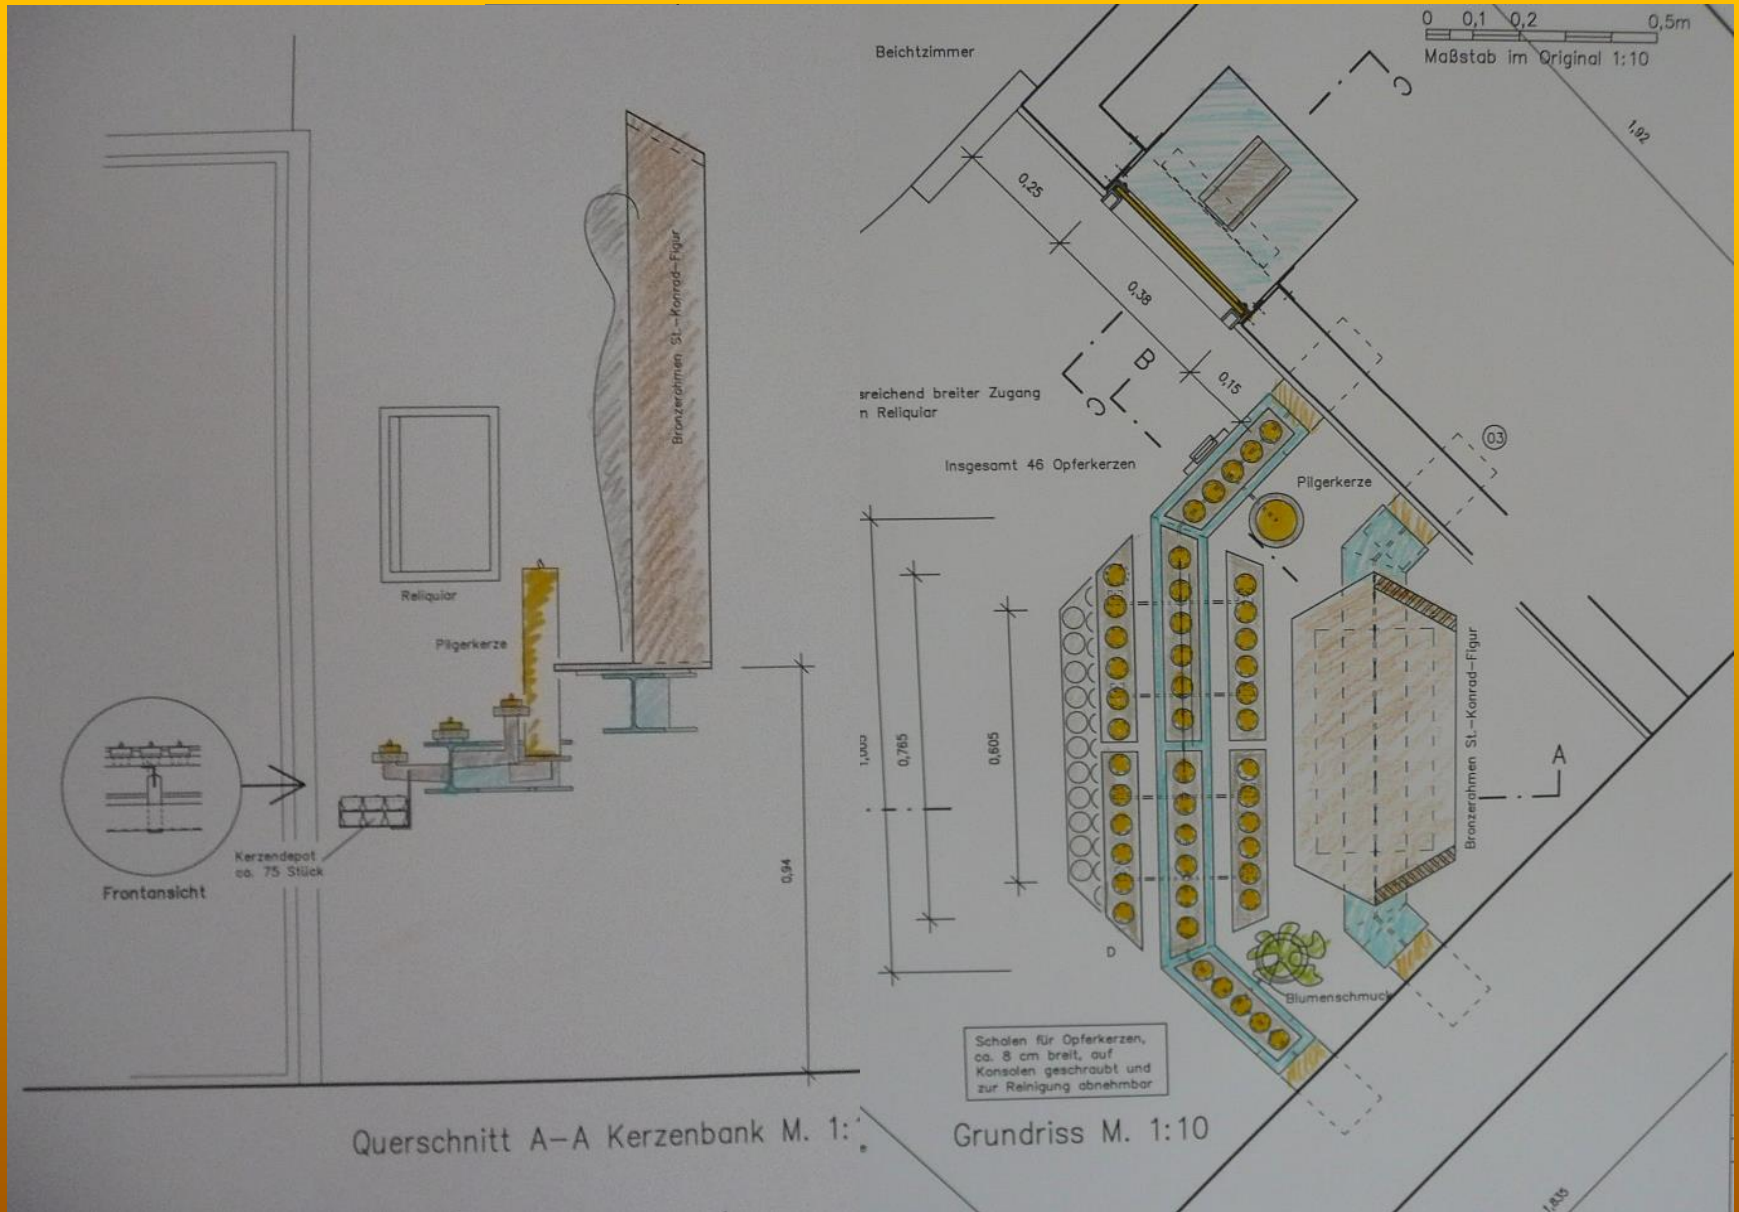 Bronzerahmen St.-Konrad-Figur
Reliquiar
Pilgerkerze
Kerzendepot
ca. 75 Stück
Frontansicht
0,94
Querschnitt A-A Kerzenbank M. 1:1
Beichtzimmer
0 0,1 0,2 0,5m
Maßstab im Original 1:10
1,92
C
0,25
0,38
0,15
B
C
sreichend breiter Zugang
n Reliquiar
Insgesamt 46 Opferkerzen
03
Pilgerkerze
0,765
0,605
Bronzerahmen St.-Konrad-Figur
A
D
Blumenschmuck
Schalen für Opferkerzen,
ca. 8 cm breit, auf
Konsolen geschraubt und
zur Reinigung abnehmbar
Grundriss M. 1:10
1,835